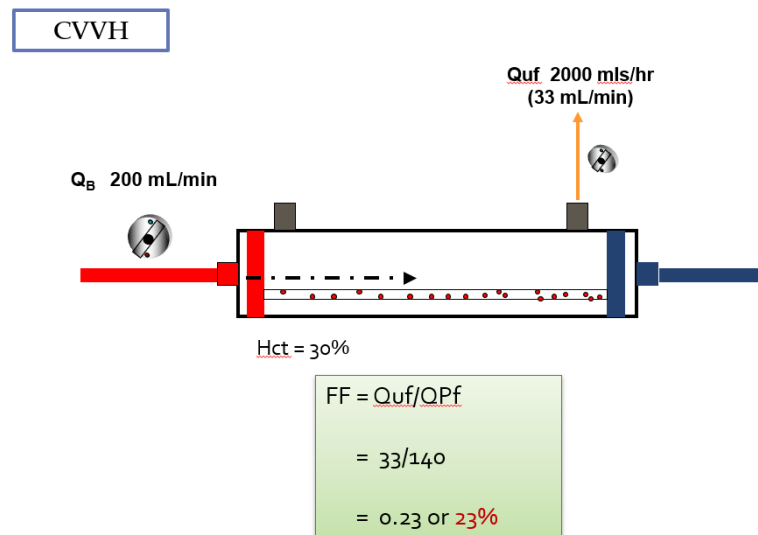 CVVH
Quf 2000 mls/hr
(33 mL/min)
QB 200 mL/min
Hct = 30%
FF = Quf/QPf
= 33/140
= 0.23 or 23%